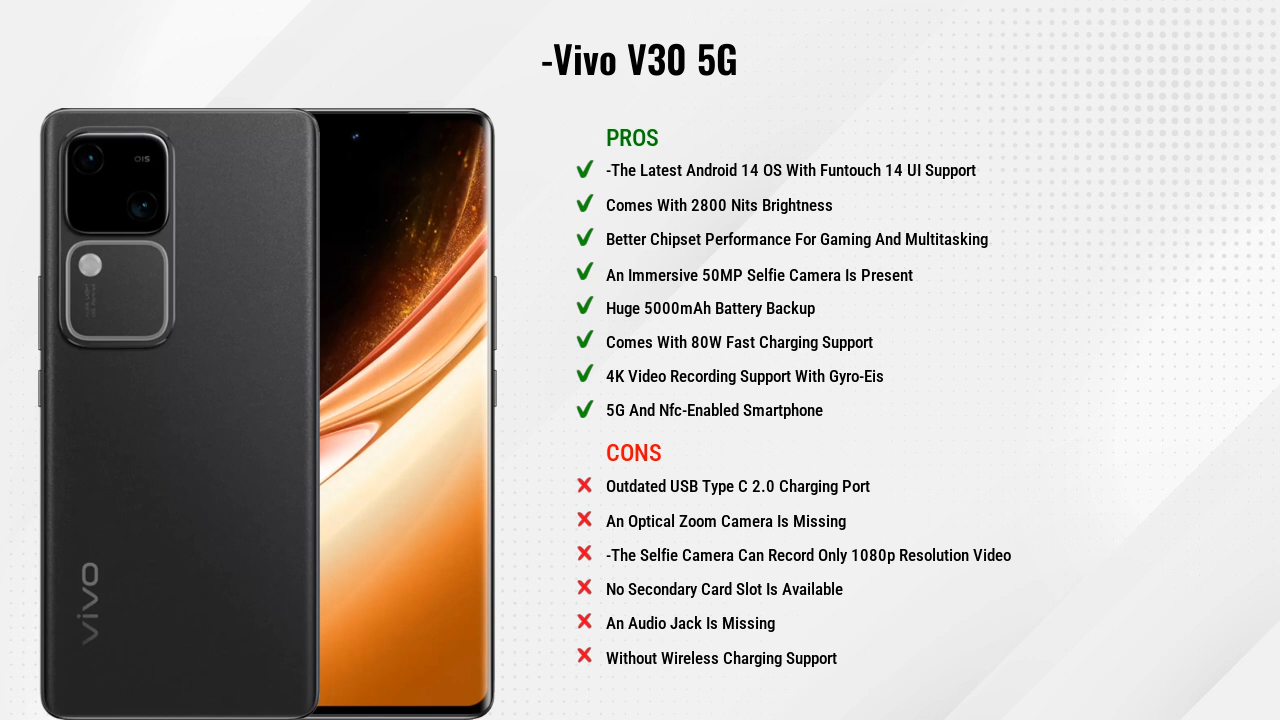 -Vivo V30 5G
OIS
vivo
PROS
-The Latest Android 14 OS With Funtouch 14 UI Support
Comes With 2800 Nits Brightness
Better Chipset Performance For Gaming And Multitasking
An Immersive 50MP Selfie Camera Is Present
Huge 5000mAh Battery Backup
Comes With 80W Fast Charging Support
4K Video Recording Support With Gyro-Eis
5G And Nfc-Enabled Smartphone
CONS
Outdated USB Type C 2.0 Charging Port
An Optical Zoom Camera Is Missing
-The Selfie Camera Can Record Only 1080p Resolution Video
No Secondary Card Slot Is Available
An Audio Jack Is Missing
Without Wireless Charging Support